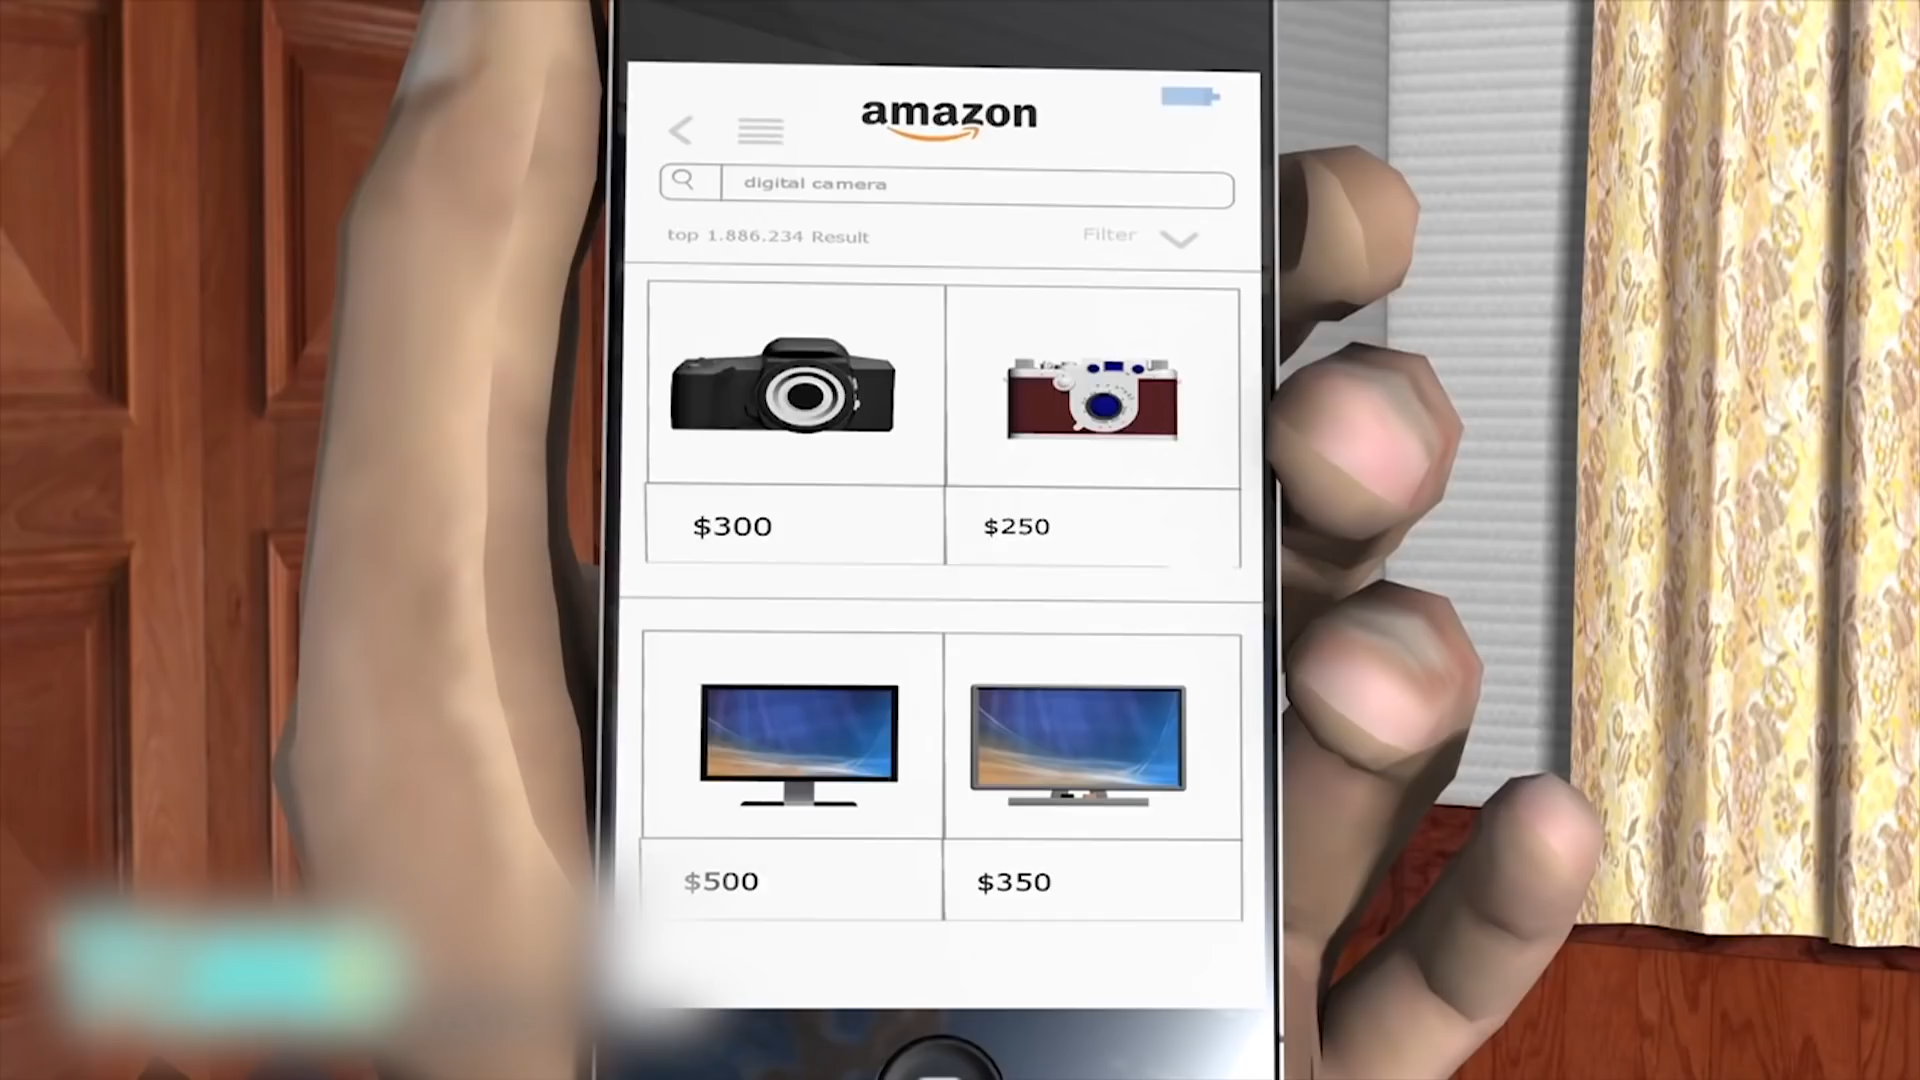 amazon
digital camera
top 1.886.234 Result
Filter
$300
$250
$500
$350